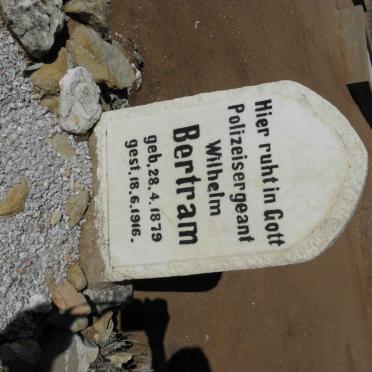 Hier ruht in Gott
Polizeisergeant
Wilhelm
Bertram
geb. 28. 4. 1879
gest. 18. 6. 1916.